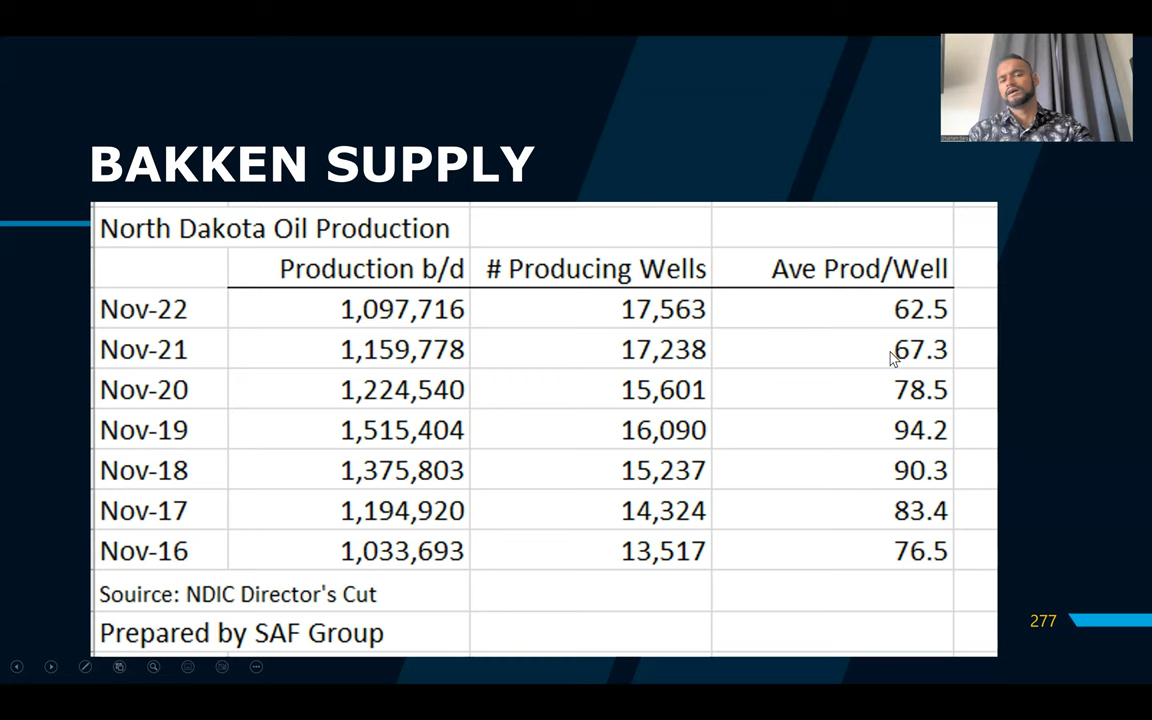 BAKKEN SUPPLY
North Dakota Oil Production
Production b/d # Producing Wells Ave Prod/Well
Nov-22 1,097,716 17,563 62.5
Nov-21 1,159,778 17,238 67.3
Nov-20 1,224,540 15,601 78.5
Nov-19 1,515,404 16,090 94.2
Nov-18 1,375,803 15,237 90.3
Nov-17 1,194,920 14,324 83.4
Nov-16 1,033,693 13,517 76.5
Souirce: NDIC Director's Cut
Prepared by SAF Group
277